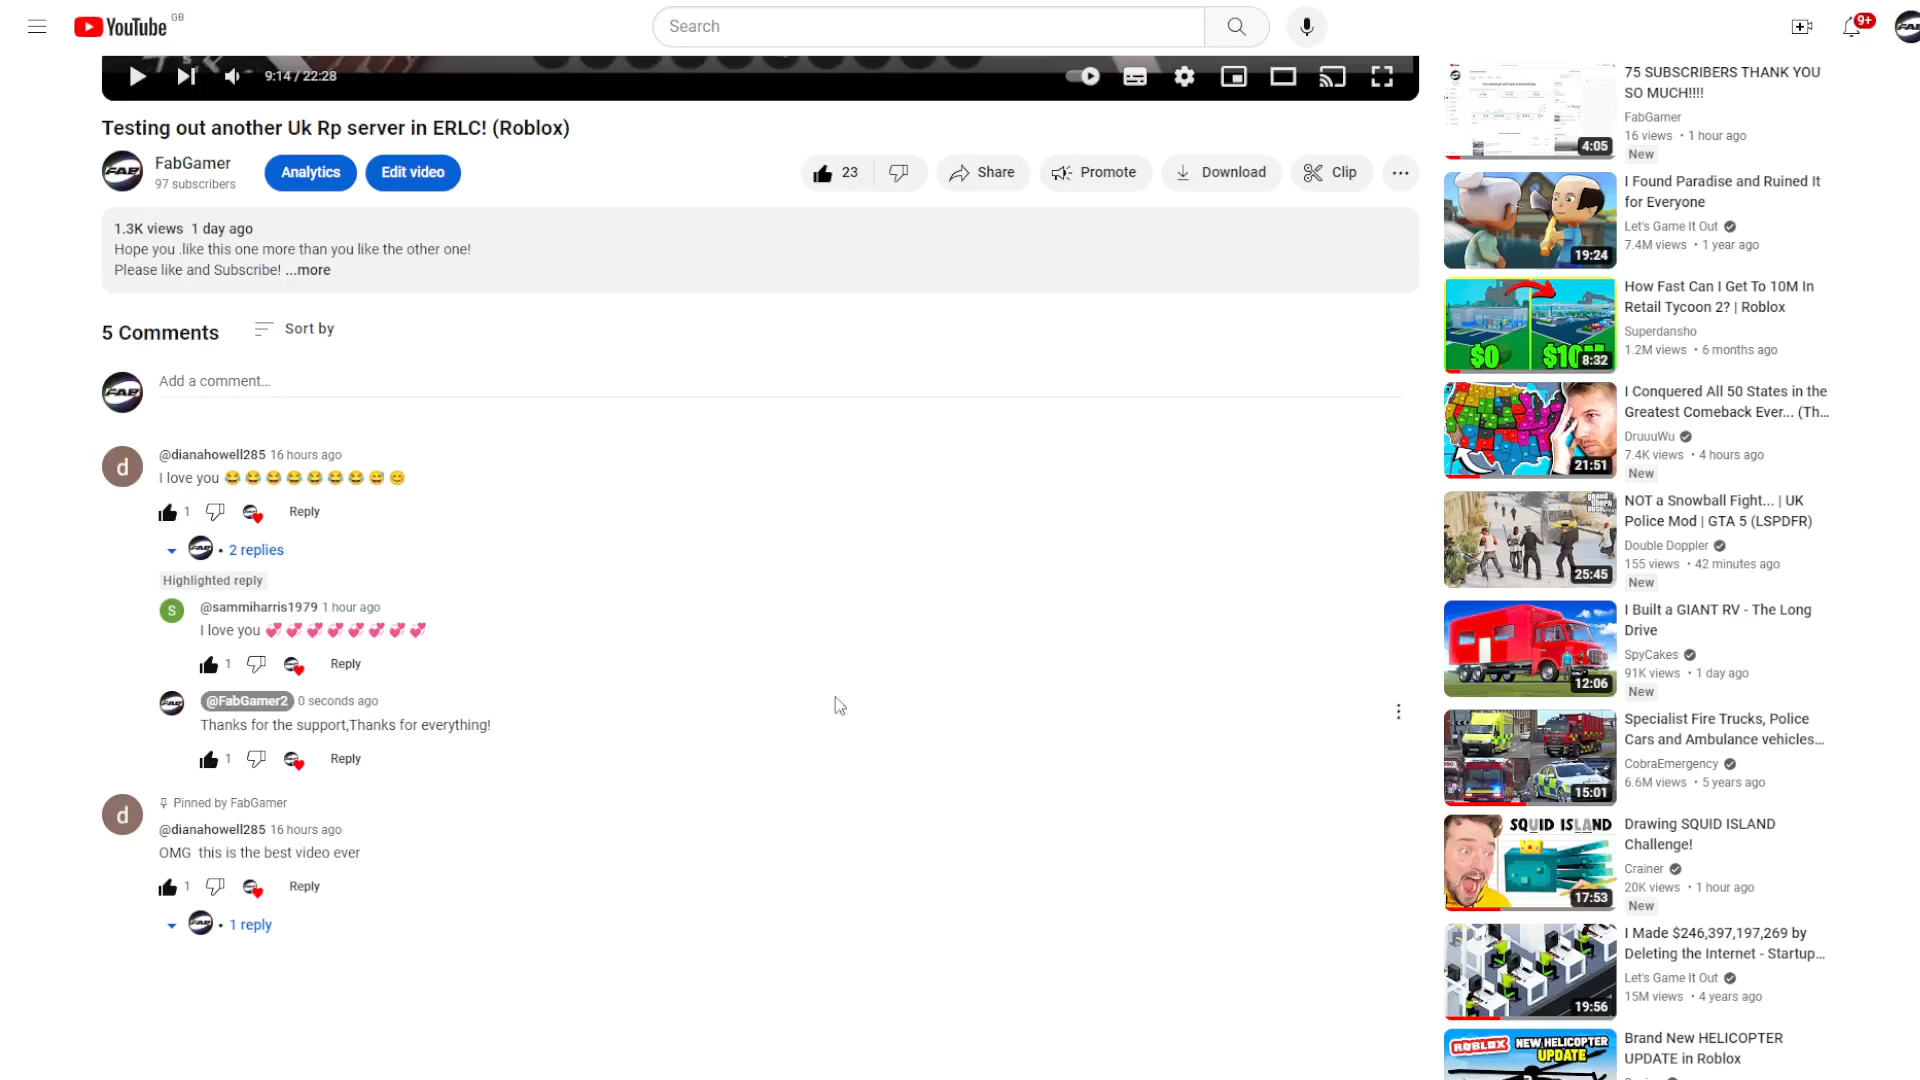 YouTube GB
Search
9+
9:14 / 22:28
Testing out another Uk Rp server in ERLC! (Roblox)
FAB
FabGamer
97 subscribers
Analytics
Edit video
23
Share
Promote
Download
Clip
1.3K views 1 day ago
Hope you .like this one more than you like the other one!
Please like and Subscribe! ...more
5 Comments
Sort by
FAB
Add a comment...
d
@dianahowell285 16 hours ago
I love you 😂😂😂😂😂😂😂😅😊
1
Reply
2 replies
Highlighted reply
S
@sammiharris1979 1 hour ago
I love you 💞💞💞💞💞💞💞💞
1
Reply
@FabGamer2 0 seconds ago
Thanks for the support,Thanks for everything!
1
Reply
d
Pinned by FabGamer
@dianahowell285 16 hours ago
OMG  this is the best video ever
1
Reply
1 reply
4:05
75 SUBSCRIBERS THANK YOU
SO MUCH!!!!
FabGamer
16 views • 1 hour ago
New
19:24
I Found Paradise and Ruined It
for Everyone
Let's Game It Out
7.4M views • 1 year ago
$0
8:32
How Fast Can I Get To 10M In
Retail Tycoon 2? | Roblox
Superdansho
1.2M views • 6 months ago
21:51
I Conquered All 50 States in the
Greatest Comeback Ever... (Th...
DruuuWu
7.4K views • 4 hours ago
New
25:45
NOT a Snowball Fight... | UK
Police Mod | GTA 5 (LSPDFR)
Double Doppler
155 views • 42 minutes ago
New
12:06
I Built a GIANT RV - The Long
Drive
SpyCakes
91K views • 1 day ago
New
15:01
Specialist Fire Trucks, Police
Cars and Ambulance vehicles...
CobraEmergency
6.6M views • 5 years ago
SQUID ISLAND
17:53
Drawing SQUID ISLAND
Challenge!
Crainer
20K views • 1 hour ago
New
19:56
I Made $246,397,197,269 by
Deleting the Internet - Startup...
Let's Game It Out
15M views • 4 years ago
ROBLOX NEW HELICOPTER
UPDATE
Brand New HELICOPTER
UPDATE in Roblox